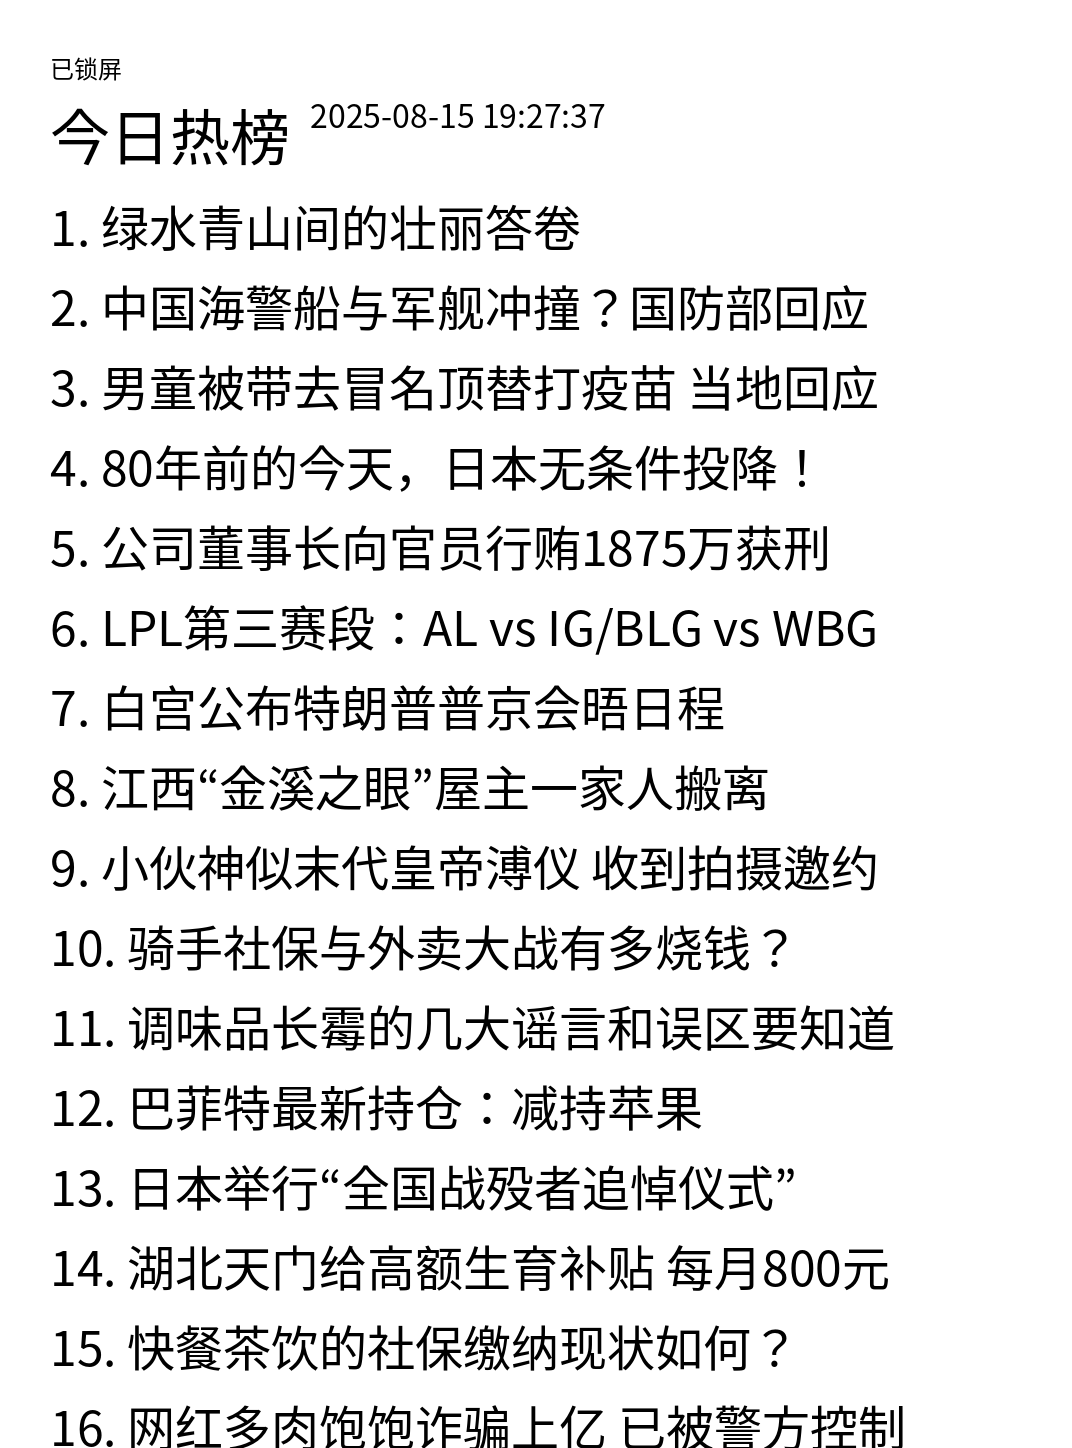 已锁屏
今日热榜 2025-08-15 19:27:37
1. 绿水青山间的壮丽答卷
2. 中国海警船与军舰冲撞？国防部回应
3. 男童被带去冒名顶替打疫苗 当地回应
4. 80年前的今天，日本无条件投降！
5. 公司董事长向官员行贿1875万获刑
6. LPL第三赛段：AL vs IG/BLG vs WBG
7. 白宫公布特朗普普京会晤日程
8. 江西“金溪之眼”屋主一家人搬离
9. 小伙神似末代皇帝溥仪 收到拍摄邀约
10. 骑手社保与外卖大战有多烧钱？
11. 调味品长霉的几大谣言和误区要知道
12. 巴菲特最新持仓：减持苹果
13. 日本举行“全国战殁者追悼仪式”
14. 湖北天门给高额生育补贴 每月800元
15. 快餐茶饮的社保缴纳现状如何？
16. 网红多肉饱饱诈骗上亿 已被警方控制